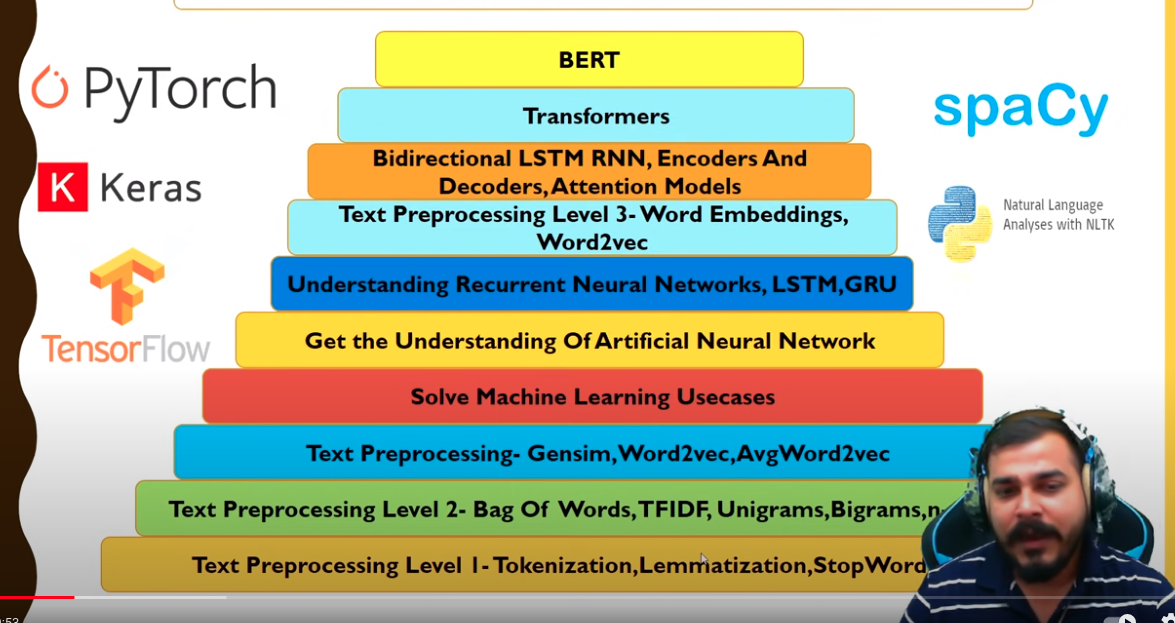 BERT
PyTorch
spaCy
Transformers
Bidirectional LSTM RNN, Encoders And
Decoders, Attention Models
K Keras
Text Preprocessing Level 3- Word Embeddings,
Word2vec
Natural Language
Analyses with NLTK
Understanding Recurrent Neural Networks, LSTM,GRU
TensorFlow
Get the Understanding Of Artificial Neural Network
Solve Machine Learning Usecases
Text Preprocessing- Gensim,Word2vec,AvgWord2vec
Text Preprocessing Level 2- Bag Of Words,TFIDF, Unigrams,Bigrams,n-
Text Preprocessing Level 1- Tokenization,Lemmatization,StopWord